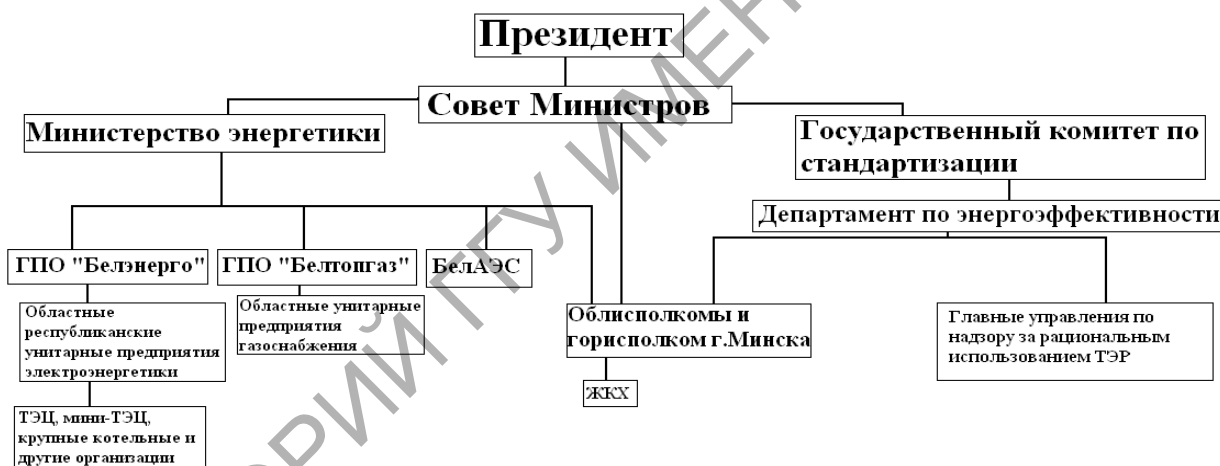 Президент
Совет Министров
Министерство энергетики
Государственный комитет по
стандартизации
Департамент по энергоэффективности
ГПО "Белэнерго"
ГПО "Белтопгаз"
БелАЭС
Областные
республиканские
унитарные предприятия
электроэнергетики
Областные унитарные
предприятия
газоснабжения
Облисполкомы и
горисполком г.Минска
Главные управления по
надзору за рациональным
использованием ТЭР
ЖКХ
ТЭЦ, мини-ТЭЦ,
крупные котельные и
другие организации
ГГУ